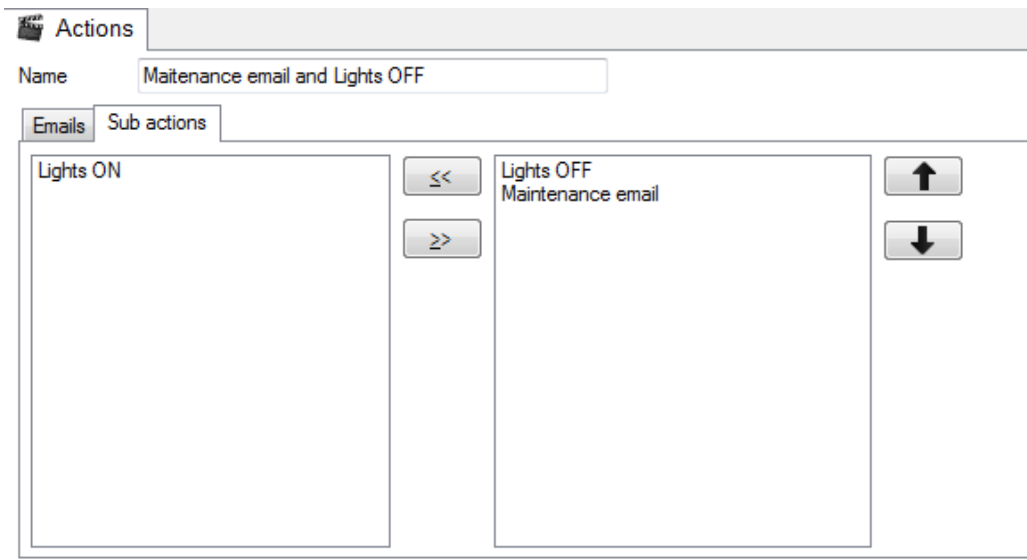 Actions
Name Maitenance email and Lights OFF
Emails Sub actions
Lights ON << Lights OFF
Maintenance email
>>